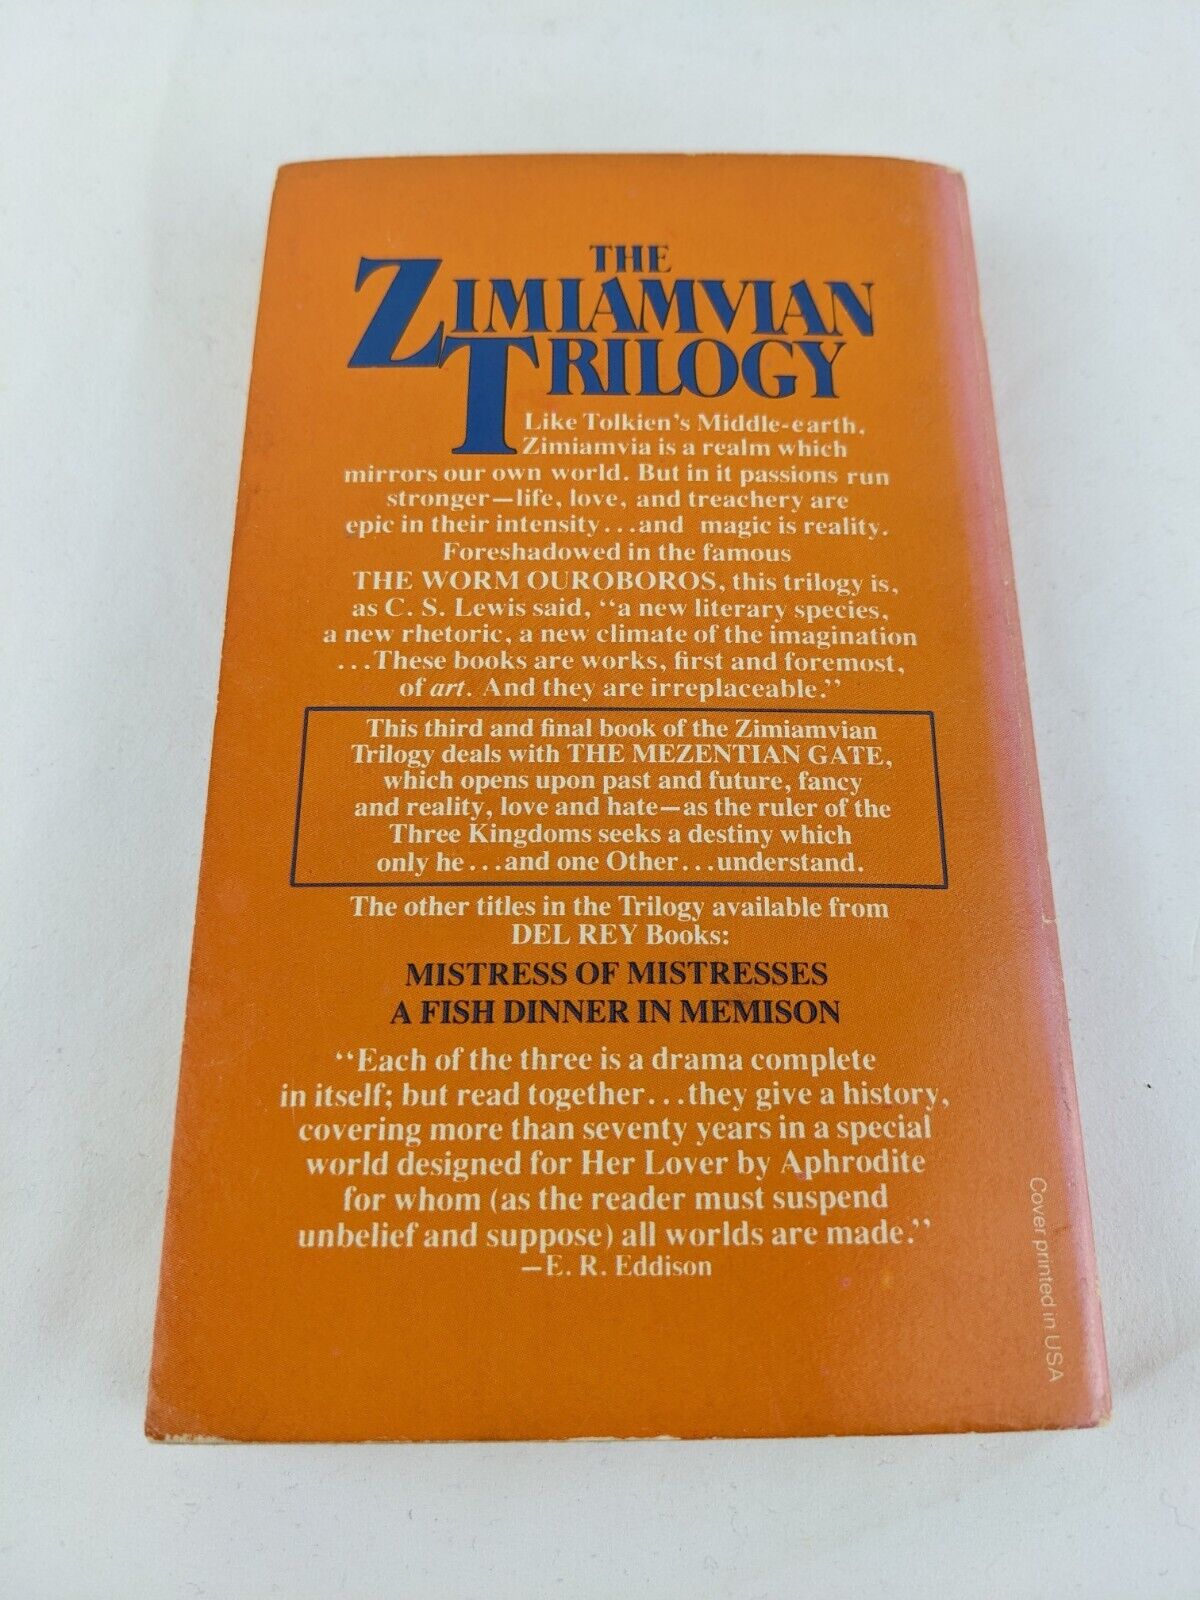 THE
ZIMIAMVIAN
TRILOGY
Like Tolkien's Middle-earth,
Zimiamvia is a realm which
mirrors our own world. But in it passions run
stronger—life, love, and treachery are
epic in their intensity...and magic is reality.
Foreshadowed in the famous
THE WORM OUROBOROS, this trilogy is,
as C. S. Lewis said, "a new literary species,
a new rhetoric, a new climate of the imagination
...These books are works, first and foremost,
of art. And they are irreplaceable."
This third and final book of the Zimiamvian
Trilogy deals with THE MEZENTIAN GATE,
which opens upon past and future, fancy
and reality, love and hate—as the ruler of the
Three Kingdoms seeks a destiny which
only he...and one Other...understand.
The other titles in the Trilogy available from
DEL REY Books:
MISTRESS OF MISTRESSES
A FISH DINNER IN MEMISON
"Each of the three is a drama complete
in itself; but read together...they give a history,
covering more than seventy years in a special
world designed for Her Lover by Aphrodite
for whom (as the reader must suspend
unbelief and suppose) all worlds are made."
—E. R. Eddison
Cover printed in USA